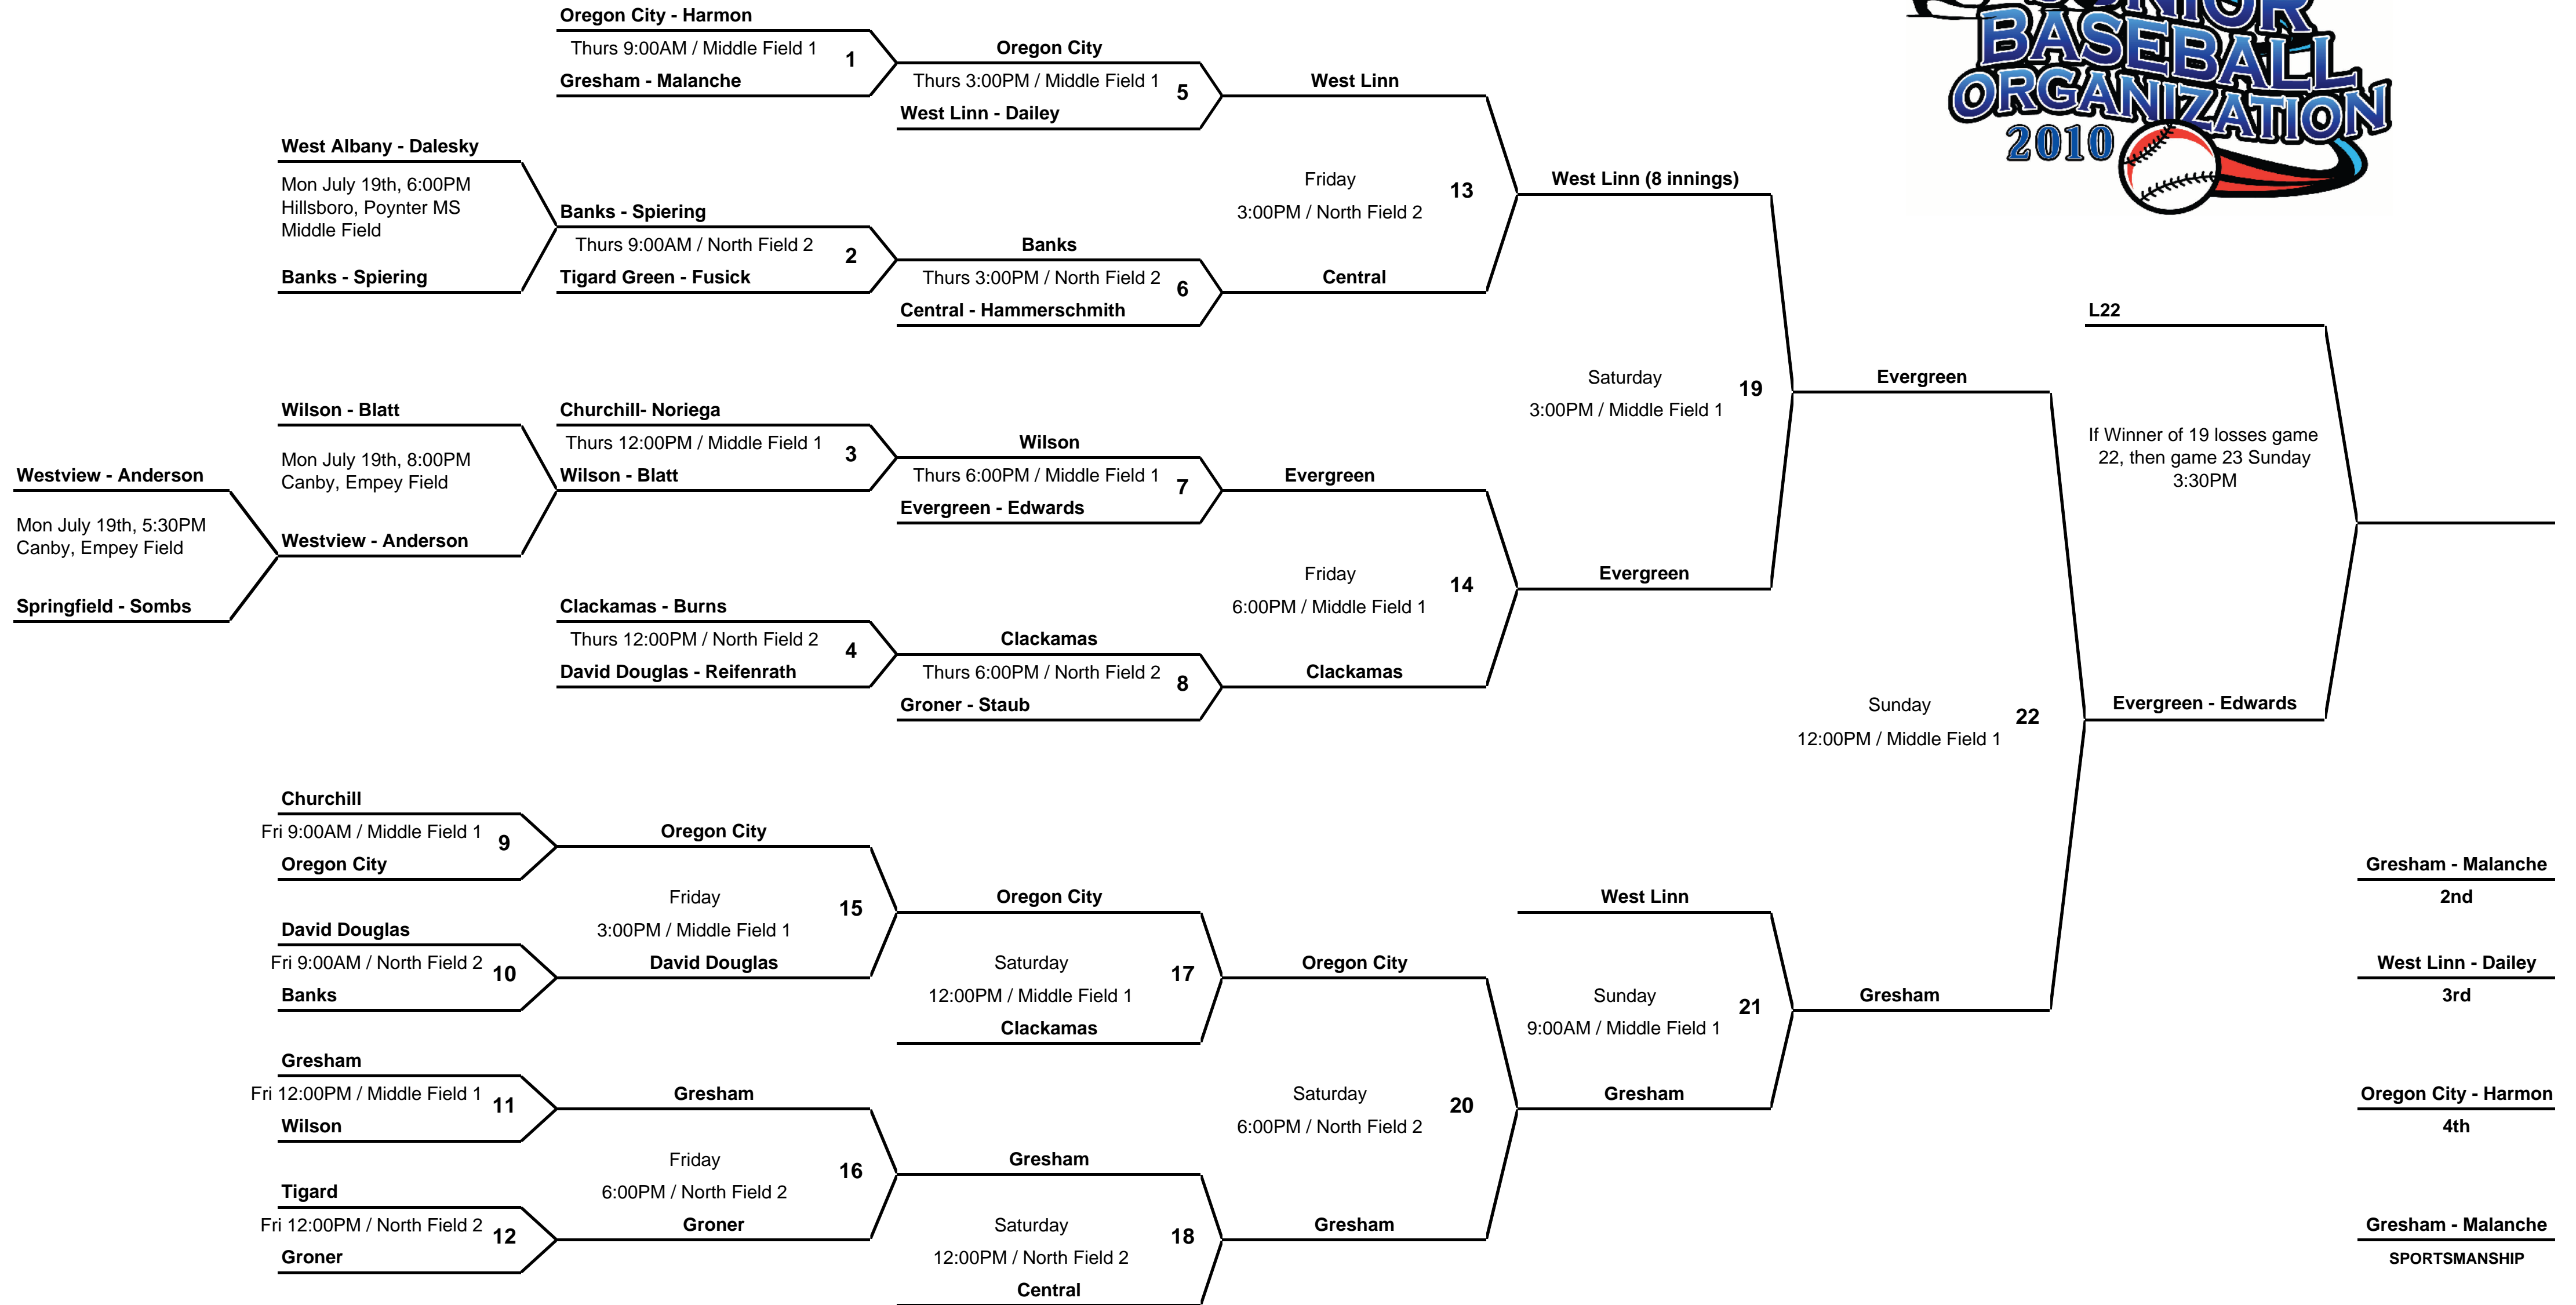 JUNIOR
BASEBALL
ORGANIZATION
2010
Oregon City - Harmon
Thurs 9:00AM / Middle Field 1
1
Gresham - Malanche
Oregon City
Thurs 3:00PM / Middle Field 1
5
West Linn - Dailey
West Linn
West Albany - Dalesky
Mon July 19th, 6:00PM
Hillsboro, Poynter MS
Middle Field
Banks - Spiering
Banks - Spiering
Thurs 9:00AM / North Field 2
2
Tigard Green - Fusick
Banks
Thurs 3:00PM / North Field 2
6
Central - Hammerschmith
Central
Friday
3:00PM / North Field 2
13
West Linn (8 innings)
Westview - Anderson
Mon July 19th, 5:30PM
Canby, Empey Field
Springfield - Sombs
Wilson - Blatt
Mon July 19th, 8:00PM
Canby, Empey Field
Westview - Anderson
Churchill- Noriega
Thurs 12:00PM / Middle Field 1
3
Wilson - Blatt
Wilson
Thurs 6:00PM / Middle Field 1
7
Evergreen - Edwards
Evergreen
Clackamas - Burns
Thurs 12:00PM / North Field 2
4
David Douglas - Reifenrath
Clackamas
Thurs 6:00PM / North Field 2
8
Groner - Staub
Clackamas
Friday
6:00PM / Middle Field 1
14
Evergreen
Saturday
3:00PM / Middle Field 1
19
Evergreen
L22
If Winner of 19 losses game
22, then game 23 Sunday
3:30PM
Sunday
12:00PM / Middle Field 1
22
Evergreen - Edwards
Churchill
Fri 9:00AM / Middle Field 1
9
Oregon City
Oregon City
David Douglas
Fri 9:00AM / North Field 2
10
Banks
David Douglas
Friday
3:00PM / Middle Field 1
15
Oregon City
Saturday
12:00PM / Middle Field 1
17
Clackamas
Oregon City
Gresham
Fri 12:00PM / Middle Field 1
11
Wilson
Gresham
Tigard
Fri 12:00PM / North Field 2
12
Groner
Groner
Friday
6:00PM / North Field 2
16
Gresham
Saturday
12:00PM / North Field 2
18
Central
Gresham
Saturday
6:00PM / North Field 2
20
West Linn
Sunday
9:00AM / Middle Field 1
21
Gresham
Gresham
Gresham - Malanche
2nd
West Linn - Dailey
3rd
Oregon City - Harmon
4th
Gresham - Malanche
SPORTSMANSHIP